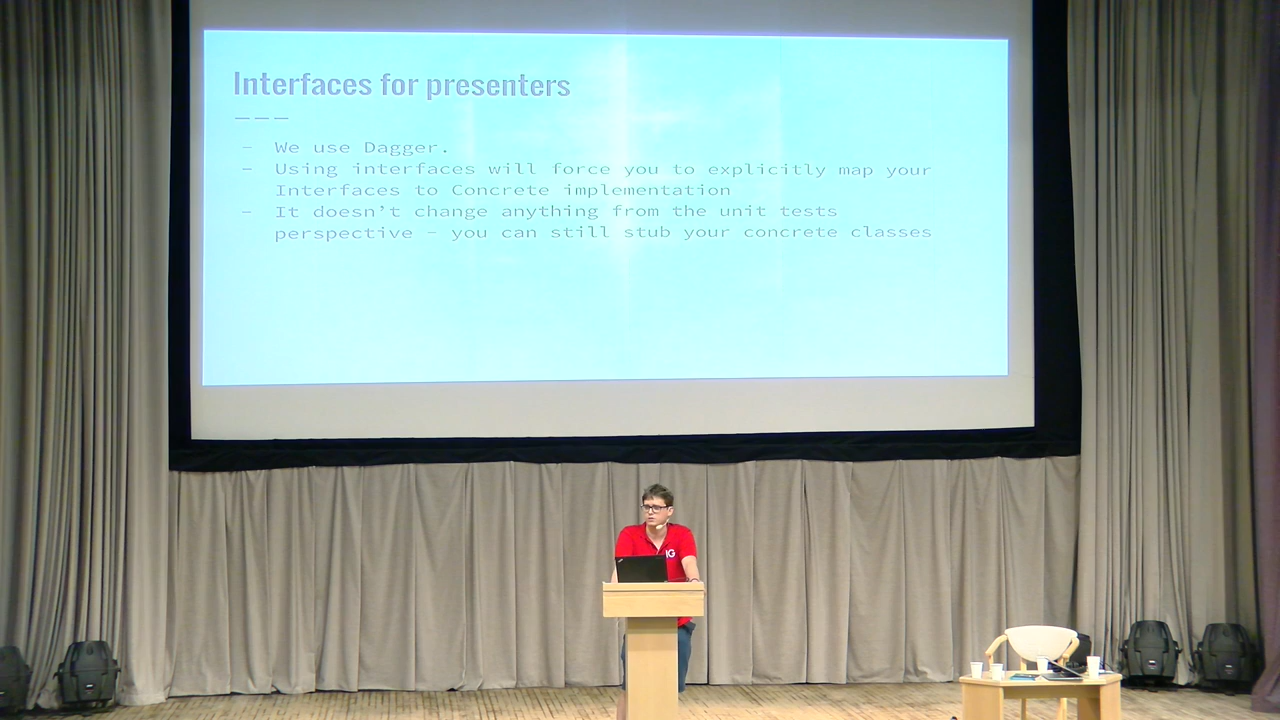 Interfaces for presenters
– We use Dagger.
– Using interfaces will force you to explicitly map your
Interfaces to Concrete implementation
– It doesn't change anything from the unit tests
perspective – you can still stub your concrete classes
IG